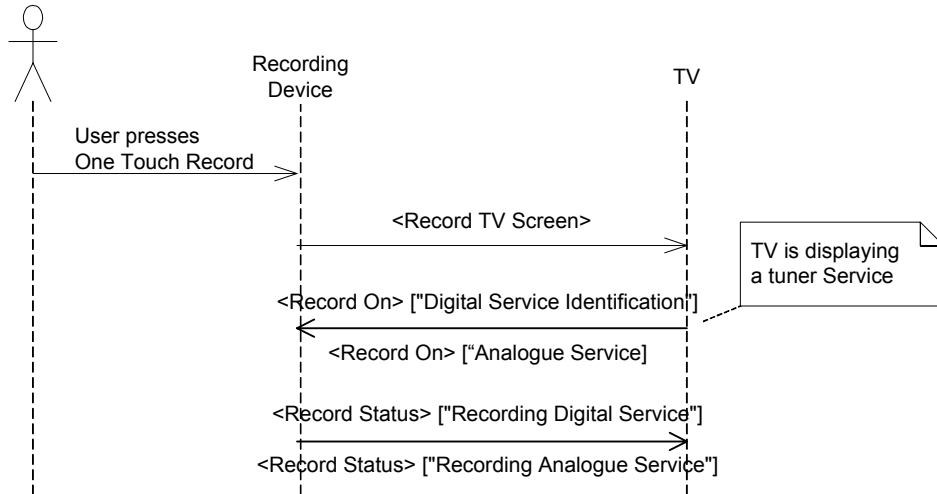 Recording
Device
TV
User presses
One Touch Record
<Record TV Screen>
TV is displaying
a tuner Service
<Record On> ["Digital Service Identification"]
<Record On> [“Analogue Service]
<Record Status> ["Recording Digital Service"]
<Record Status> ["Recording Analogue Service"]